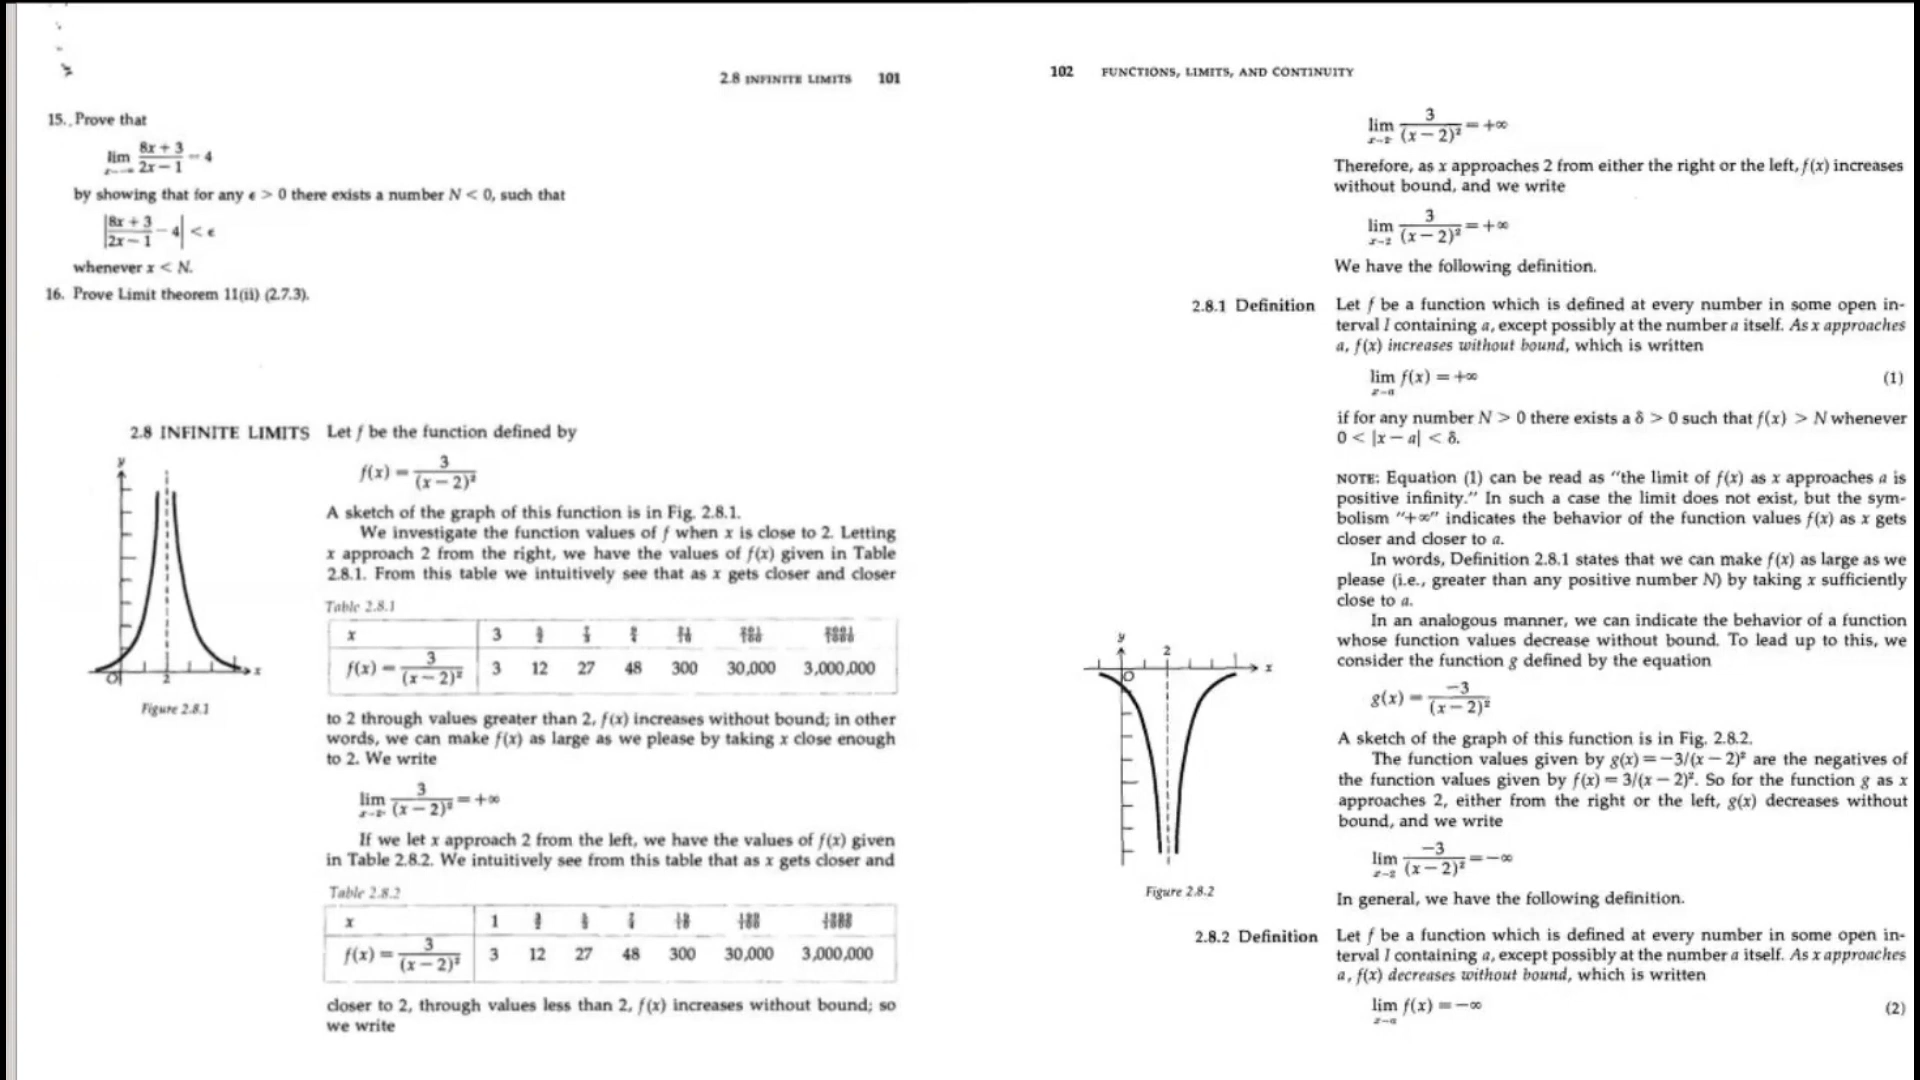 2.8 INFINITE LIMITS 101
15. Prove that
lim 8x + 3 / 2x − 1 = 4
by showing that for any ϵ > 0 there exists a number N < 0, such that
|8x + 3 / 2x − 1 − 4| < ϵ
whenever x < N.
16. Prove Limit theorem 11(ii) (2.7.3).
2.8 INFINITE LIMITS Let f be the function defined by
f(x) = 3 / (x − 2)²
A sketch of the graph of this function is in Fig. 2.8.1.
We investigate the function values of f when x is close to 2. Letting
x approach 2 from the right, we have the values of f(x) given in Table
2.8.1. From this table we intuitively see that as x gets closer and closer
y
O 2 x
Figure 2.8.1
Table 2.8.1
x 3
f(x) = 3 / (x − 2)² 3 12 27 48 300 30,000 3,000,000
to 2 through values greater than 2, f(x) increases without bound; in other
words, we can make f(x) as large as we please by taking x close enough
to 2. We write
lim 3 / (x − 2)² = +∞
If we let x approach 2 from the left, we have the values of f(x) given
in Table 2.8.2. We intuitively see from this table that as x gets closer and
Table 2.8.2
x 1
f(x) = 3 / (x − 2)² 3 12 27 48 300 30,000 3,000,000
closer to 2, through values less than 2, f(x) increases without bound; so
we write
102 FUNCTIONS, LIMITS, AND CONTINUITY
lim 3 / (x − 2)² = +∞
Therefore, as x approaches 2 from either the right or the left, f(x) increases
without bound, and we write
lim x→2 3 / (x − 2)² = +∞
We have the following definition.
2.8.1 Definition Let f be a function which is defined at every number in some open in-
terval I containing a, except possibly at the number a itself. As x approaches
a, f(x) increases without bound, which is written
lim x→a f(x) = +∞ (1)
if for any number N > 0 there exists a δ > 0 such that f(x) > N whenever
0 < |x − a| < δ.
NOTE: Equation (1) can be read as "the limit of f(x) as x approaches a is
positive infinity." In such a case the limit does not exist, but the sym-
bolism "+∞" indicates the behavior of the function values f(x) as x gets
closer and closer to a.
In words, Definition 2.8.1 states that we can make f(x) as large as we
please (i.e., greater than any positive number N) by taking x sufficiently
close to a.
In an analogous manner, we can indicate the behavior of a function
whose function values decrease without bound. To lead up to this, we
consider the function g defined by the equation
g(x) = −3 / (x − 2)²
y
O 2 x
Figure 2.8.2
A sketch of the graph of this function is in Fig. 2.8.2.
The function values given by g(x) = −3/(x − 2)² are the negatives of
the function values given by f(x) = 3/(x − 2)². So for the function g as x
approaches 2, either from the right or the left, g(x) decreases without
bound, and we write
lim x→2 −3 / (x − 2)² = −∞
In general, we have the following definition.
2.8.2 Definition Let f be a function which is defined at every number in some open in-
terval I containing a, except possibly at the number a itself. As x approaches
a, f(x) decreases without bound, which is written
lim x→a f(x) = −∞ (2)